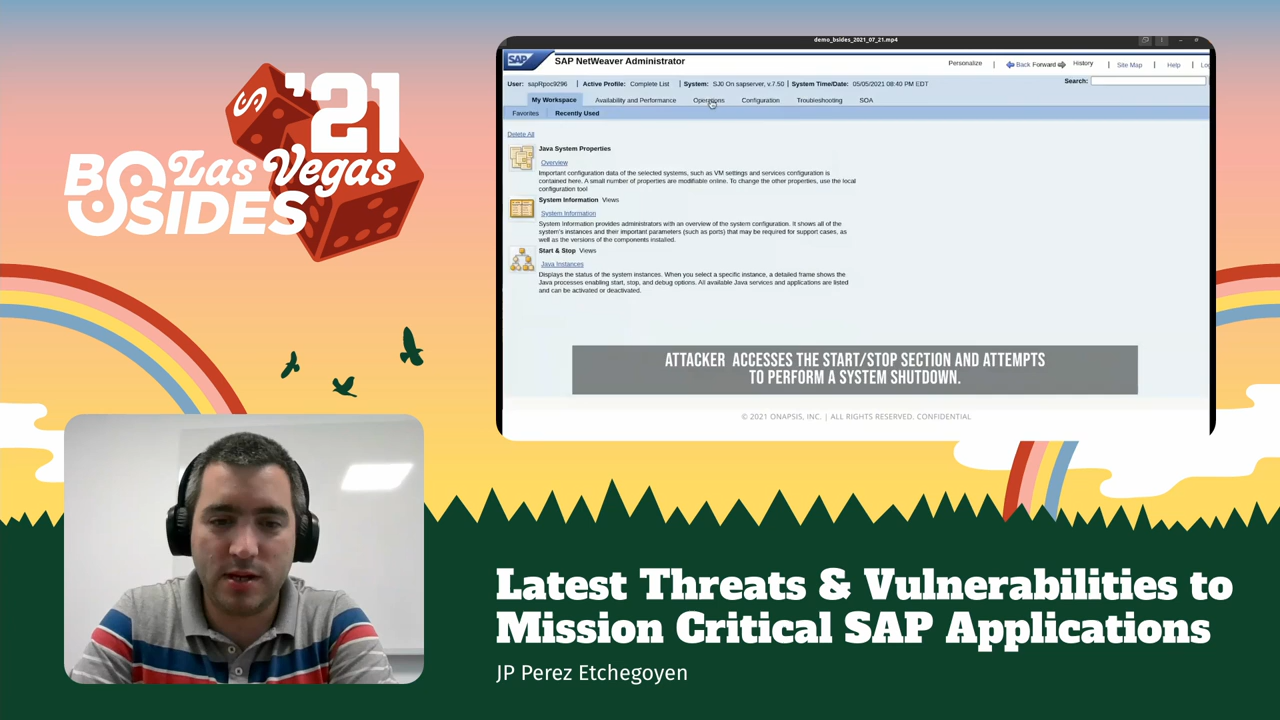 '21
Las Vegas
BSIDES
demo_bsides_2021_07_21.mp4
SAP
SAP NetWeaver Administrator
Personalize | Back Forward History | Site Map | Help | Lo
User: sapRpoc9296 | Active Profile: Complete List | System: SJ0 On sapserver, v.7.50 | System Time/Date: 05/05/2021 08:40 PM EDT
Search:
My Workspace Availability and Performance Operations Configuration Troubleshooting SOA
Favorites Recently Used
Delete All
Java System Properties
Overview
Important configuration data of the selected systems, such as VM settings and services configuration is
contained here. A small number of properties are modifiable online. To change the other properties, use the local
configuration tool
System Information Views
System Information
System Information provides administrators with an overview of the system configuration. It shows all of the
system's instances and their important parameters (such as ports) that may be required for support cases, as
well as the versions of the components installed.
Start & Stop Views
Java Instances
Displays the status of the system instances. When you select a specific instance, a detailed frame shows the
Java processes enabling start, stop, and debug options. All available Java services and applications are listed
and can be activated or deactivated.
ATTACKER ACCESSES THE START/STOP SECTION AND ATTEMPTS
TO PERFORM A SYSTEM SHUTDOWN.
© 2021 ONAPSIS, INC. | ALL RIGHTS RESERVED. CONFIDENTIAL
Latest Threats & Vulnerabilities to
Mission Critical SAP Applications
JP Perez Etchegoyen